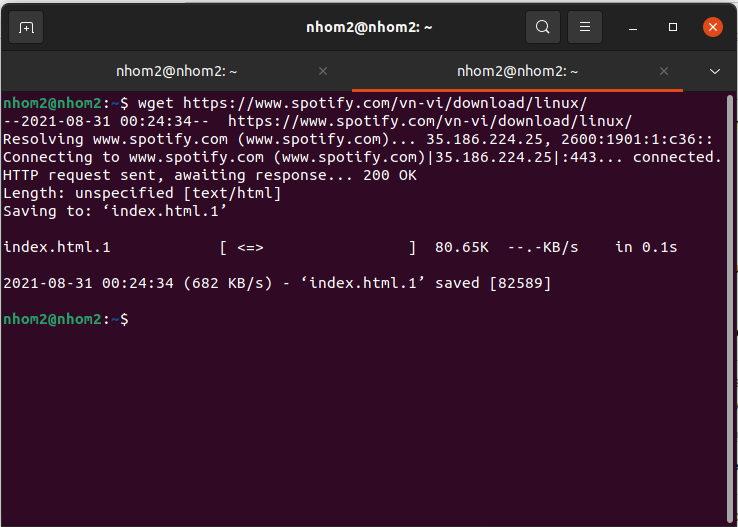 nhom2@nhom2: ~
nhom2@nhom2: ~
nhom2@nhom2: ~
nhom2@nhom2:~$ wget https://www.spotify.com/vn-vi/download/linux/
--2021-08-31 00:24:34--  https://www.spotify.com/vn-vi/download/linux/
Resolving www.spotify.com (www.spotify.com)... 35.186.224.25, 2600:1901:1:c36::
Connecting to www.spotify.com (www.spotify.com)|35.186.224.25|:443... connected.
HTTP request sent, awaiting response... 200 OK
Length: unspecified [text/html]
Saving to: ‘index.html.1’
index.html.1            [ <=>                ]  80.65K  --.-KB/s    in 0.1s
2021-08-31 00:24:34 (682 KB/s) - ‘index.html.1’ saved [82589]
nhom2@nhom2:~$